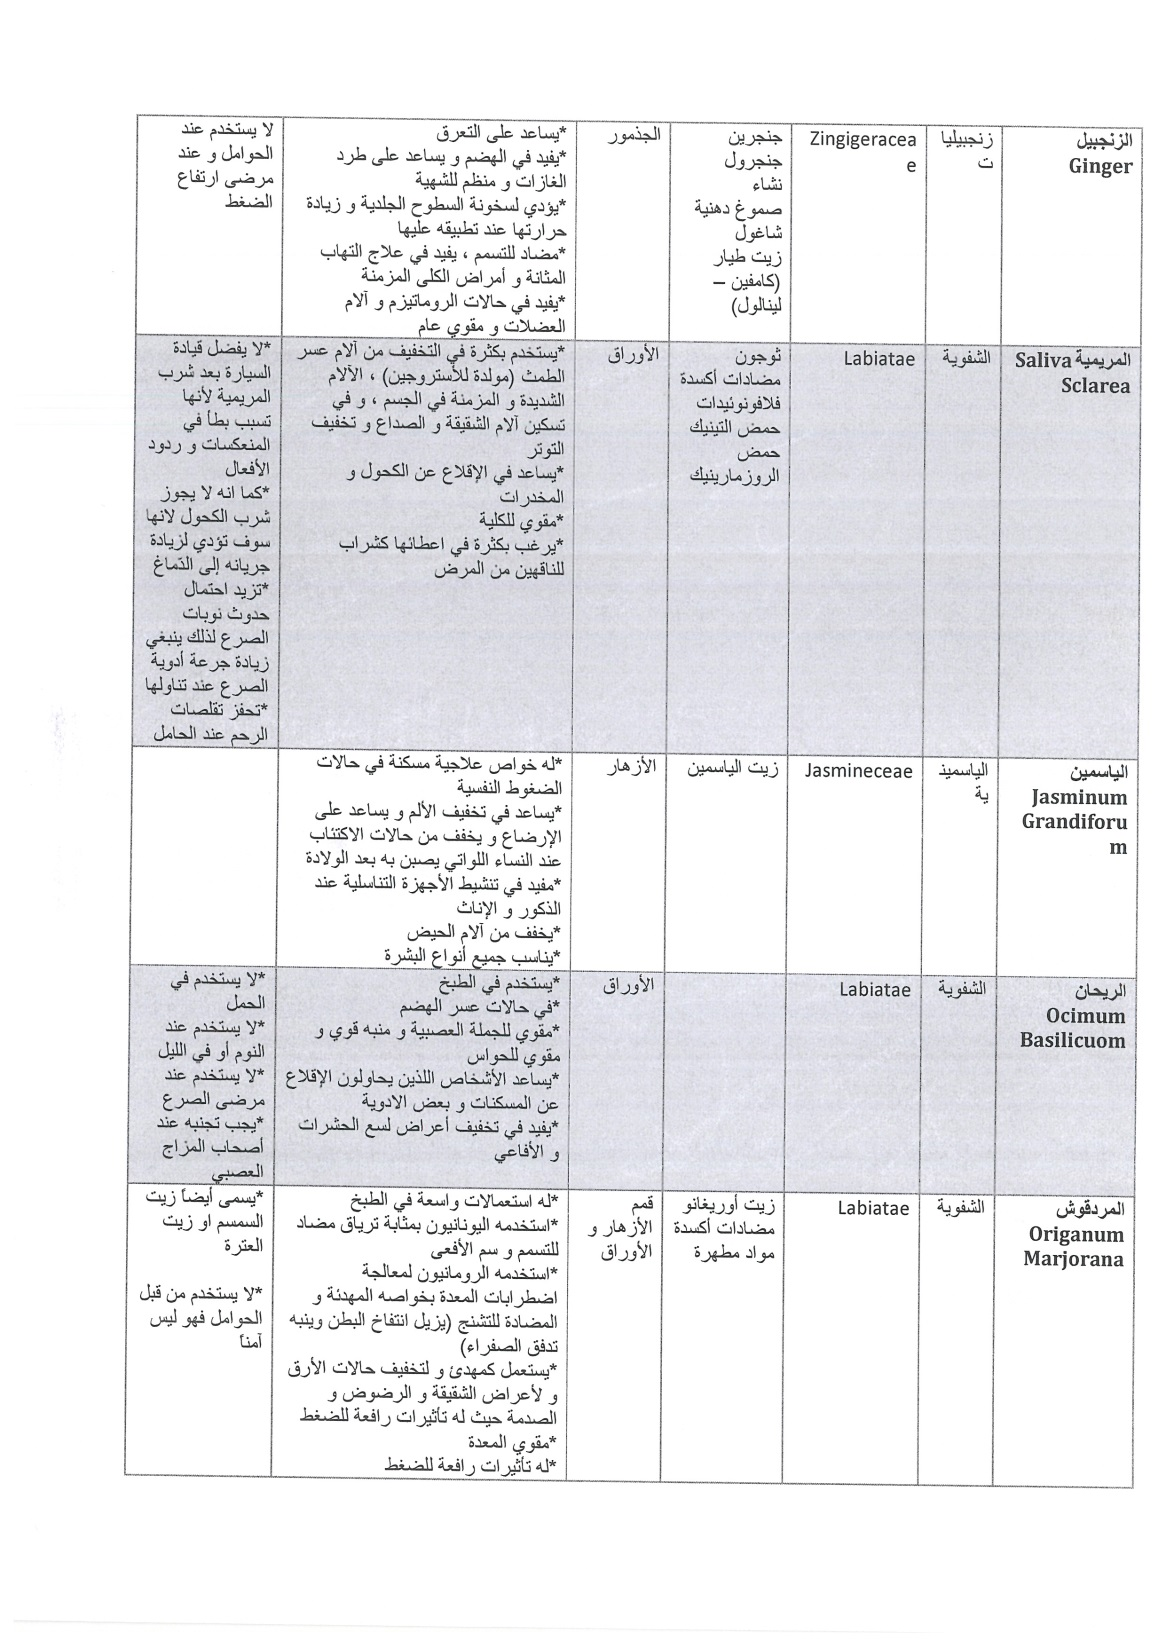 الزنجبيل
Ginger
زنجبيليا
ت
Zingigeracea
e
جنجرين
جنجرول
نشاء
صموغ دهنية
شاغول
زيت طيار
(كامفين –
لينالول)
الجذمور
*يساعد على التعرق
*يفيد في الهضم و يساعد على طرد
الغازات و منظم للشهية
*يؤدي لسخونة السطوح الجلدية و زيادة
حرارتها عند تطبيقه عليها
*مضاد للتسمم ، يفيد في علاج التهاب
المثانة و أمراض الكلى المزمنة
*يفيد في حالات الروماتيزم و آلام
العضلات و مقوي عام
لا يستخدم عند
الحوامل و عند
مرضى ارتفاع
الضغط
المريمية Saliva
Sclarea
الشفوية
Labiatae
ثوجون
مضادات أكسدة
فلافونوئيدات
حمض التينيك
حمض
الروزمارينيك
الأوراق
*يستخدم بكثرة في التخفيف من آلام عسر
الطمث (مولدة للأستروجين) ، الآلام
الشديدة و المزمنة في الجسم ، و في
تسكين آلام الشقيقة و الصداع و تخفيف
التوتر
*يساعد في الإقلاع عن الكحول و
المخدرات
*مقوي للكلية
*يرغب بكثرة في اعطائها كشراب
للناقهين من المرض
*لا يفضل قيادة
السيارة بعد شرب
المريمية لأنها
تسبب بطأ في
المنعكسات و ردود
الأفعال
*كما انه لا يجوز
شرب الكحول لانها
سوف تؤدي لزيادة
جريانه إلى الدّماغ
*تزيد احتمال
حدوث نوبات
الصرع لذلك ينبغي
زيادة جرعة أدوية
الصرع عند تناولها
*تحفز تقلصات
الرحم عند الحامل
الياسمين
Jasminum
Grandiforu
m
الياسميذ
ية
Jasmineceae
زيت الياسمين
الأزهار
*له خواص علاجية مسكنة في حالات
الضغوط النفسية
*يساعد في تخفيف الألم و يساعد على
الإرضاع و يخفف من حالات الاكتئاب
عند النساء اللواتي يصبن به بعد الولادة
*مفيد في تنشيط الأجهزة التناسلية عند
الذكور و الإناث
*يخفف من آلام الحيض
*يناسب جميع أنواع البشرة
الريحان
Ocimum
Basilicuom
الشفوية
Labiatae
الأوراق
*يستخدم في الطبخ
*في حالات عسر الهضم
*مقوي للجملة العصبية و منبه قوي و
مقوي للحواس
*يساعد الأشخاص اللذين يحاولون الإقلاع
عن المسكنات و بعض الادوية
*يفيد في تخفيف أعراض لسع الحشرات
و الأفاعي
*لا يستخدم في
الحمل
*لا يستخدم عند
النوم أو في الليل
*لا يستخدم عند
مرضى الصرع
*يجب تجنبه عند
أصحاب المزاج
العصبي
المردقوش
Origanum
Marjorana
الشفوية
Labiatae
زيت أوريغانو
مضادات أكسدة
مواد مطهرة
قمم
الأزهار و
الأوراق
*له استعمالات واسعة في الطبخ
*استخدمه اليونانيون بمثابة ترياق مضاد
للتسمم و سم الأفعى
*استخدمه الرومانيون لمعالجة
اضطرابات المعدة بخواصه المهدئة و
المضادة للتشنج (يزيل انتفاخ البطن وينبه
تدفق الصفراء)
*يستعمل كمهدئ و لتخفيف حالات الأرق
و لأعراض الشقيقة و الرضوض و
الصدمة حيث له تأثيرات رافعة للضغط
*مقوي المعدة
*له تأثيرات رافعة للضغط
*يسمى أيضاً زيت
السمسم او زيت
العترة
*لا يستخدم من قبل
الحوامل فهو ليس
آمناً